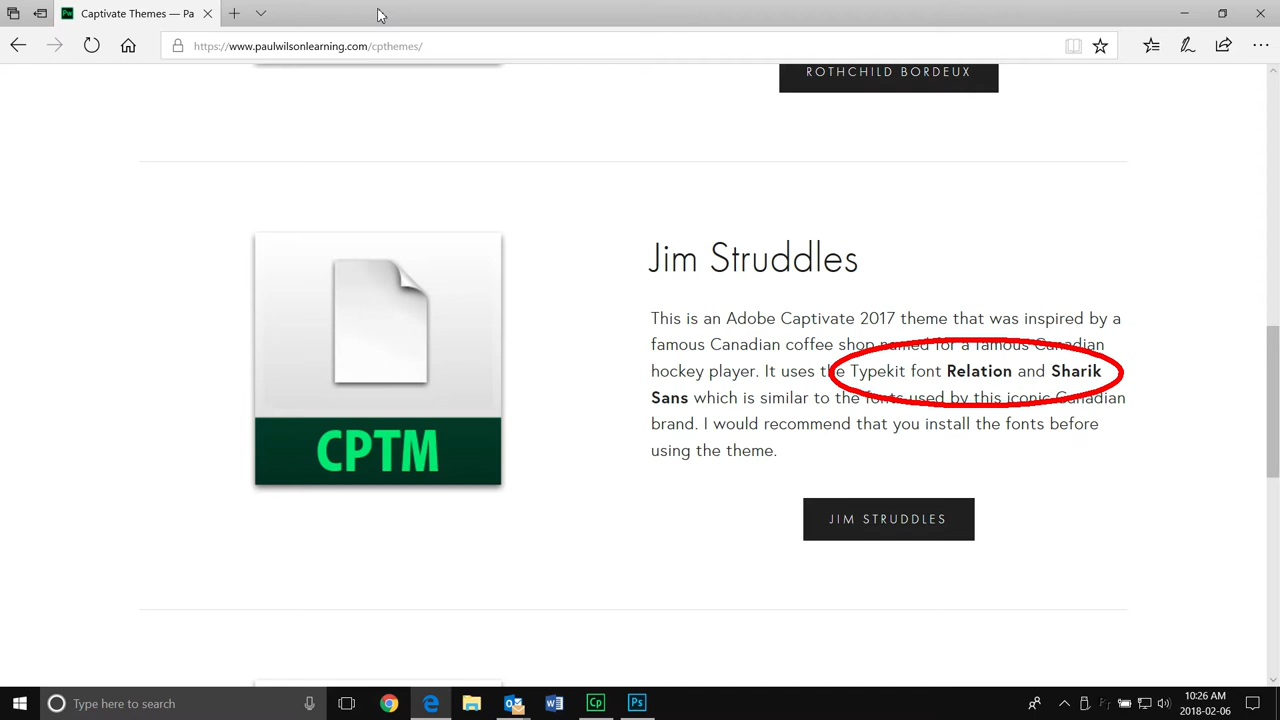 Captivate Themes — Pa
https://www.paulwilsonlearning.com/cpthemes/
ROTHCHILD BORDEUX
CPTM
Jim Struddles
This is an Adobe Captivate 2017 theme that was inspired by a
famous Canadian coffee shop named for a famous Canadian
hockey player. It uses the Typekit font Relation and Sharik
Sans which is similar to the fonts used by this iconic Canadian
brand. I would recommend that you install the fonts before
using the theme.
JIM STRUDDLES
Type here to search
Cp
Ps
10:26 AM
2018-02-06